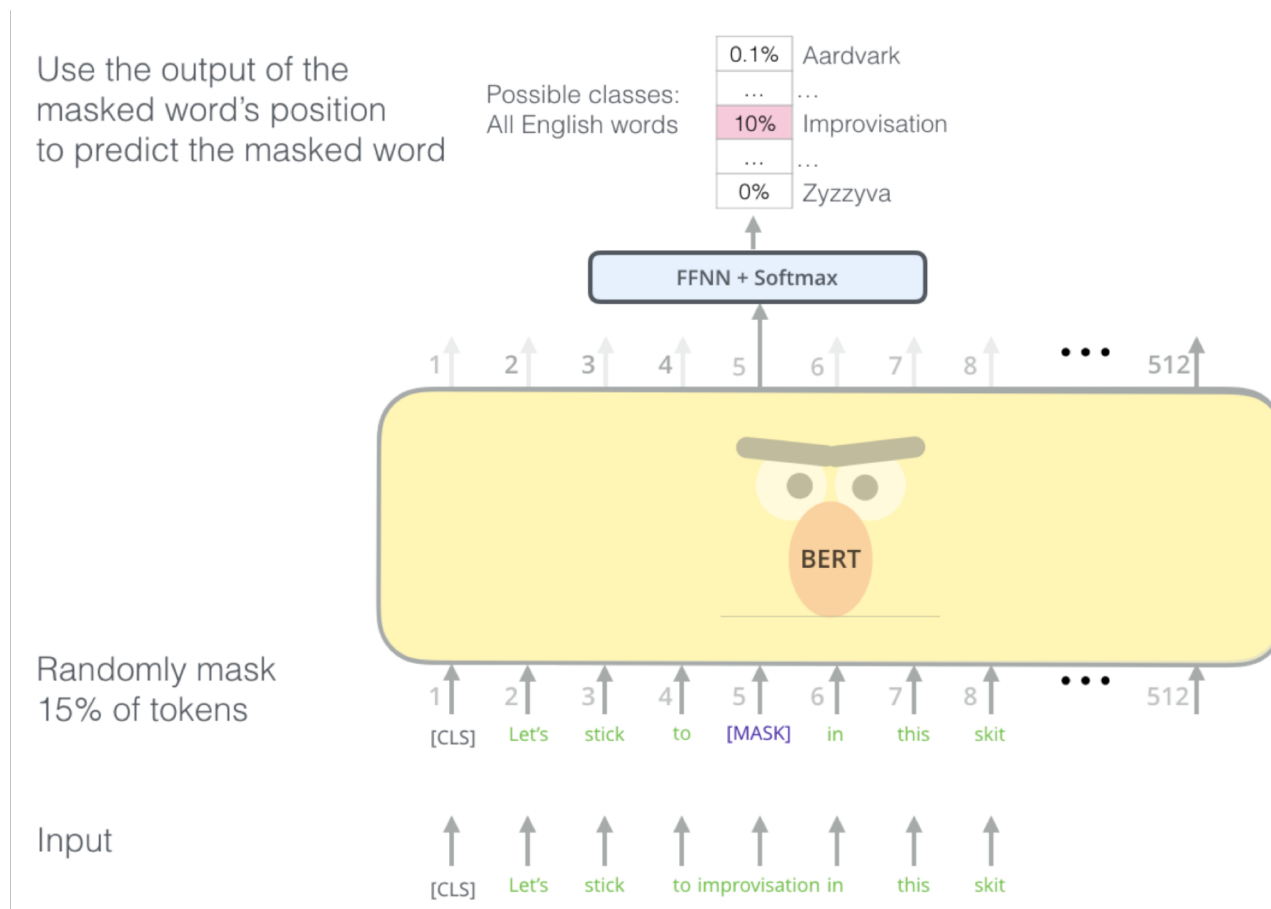 Use the output of the
masked word's position
to predict the masked word
Possible classes:
All English words
0.1% Aardvark
... ...
10% Improvisation
... ...
0% Zyzzyva
FFNN + Softmax
1 2 3 4 5 6 7 8 ••• 512
BERT
Randomly mask
15% of tokens
1 2 3 4 5 6 7 8 ••• 512
[CLS] Let's stick to [MASK] in this skit
Input
[CLS] Let's stick to improvisation in this skit